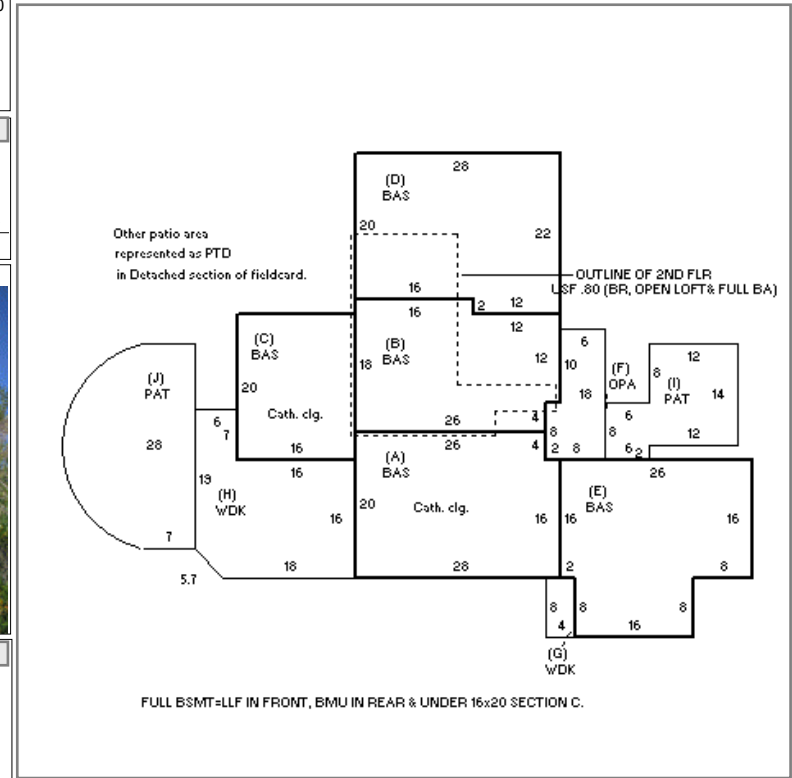 28
(D)
BAS
20
22
Other patio area
represented as PTD
in Detached section of fieldcard.
OUTLINE OF 2ND FLR
USF .80 (BR, OPEN LOFT& FULL BA)
16
2
12
16
12
(C)
BAS
(B)
BAS
18
12
10
6
(F)
OPA
18
12
8
(I)
PAT
14
(J)
PAT
20
Cath. clg.
6
7
28
16
26
4
8
6
12
26
4
2
8
8
6
2
16
(A)
BAS
26
19
(H)
WDK
16
20
Cath. clg.
16
16
(E)
BAS
16
7
5.7
18
28
2
8
8
8
8
4
16
(G)
WDK
FULL BSMT=LLF IN FRONT, BMU IN REAR & UNDER 16x20 SECTION C.